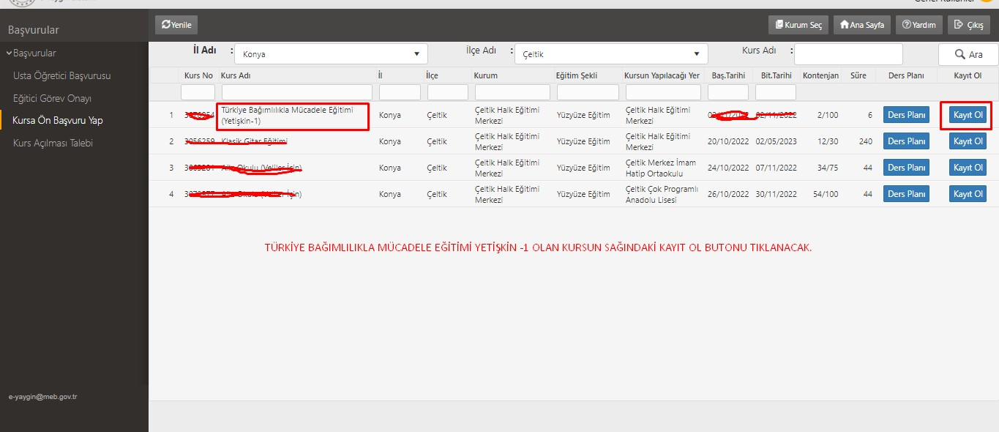 Yenile Kurum Seç Ana Sayfa Yardım Çıkış
Başvurular
Başvurular
Usta Öğretici Başvurusu
Eğitici Görev Onayı
Kursa Ön Başvuru Yap
Kurs Açılması Talebi
e-yaygin@meb.gov.tr
İl Adı : Konya İlçe Adı : Çeltik Kurs Adı : Ara
Kurs No Kurs Adı İl İlçe Kurum Eğitim Şekli Kursun Yapılacağı Yer Baş.Tarihi Bit.Tarihi Kontenjan Süre Ders Planı Kayıt Ol
1 Türkiye Bağımlılıkla Mücadele Eğitimi Konya Çeltik Çeltik Halk Eğitimi Yüzyüze Eğitim Çeltik Halk Eğitimi 02/11/2022 2/100 6 Ders Planı Kayıt Ol
(Yetişkin-1) Merkezi Merkezi
2 3056259 Klasik Gitar Eğitimi Konya Çeltik Çeltik Halk Eğitimi Yüzyüze Eğitim Çeltik Halk Eğitimi 20/10/2022 02/05/2023 12/30 240 Ders Planı Kayıt Ol
Merkezi Merkezi
3 Aile Okulu (Veliler İçin) Konya Çeltik Çeltik Halk Eğitimi Yüzyüze Eğitim Çeltik Merkez İmam 24/10/2022 07/11/2022 34/75 44 Ders Planı Kayıt Ol
Merkezi Hatip Ortaokulu
4 Konya Çeltik Çeltik Halk Eğitimi Yüzyüze Eğitim Çeltik Çok Programlı 26/10/2022 30/11/2022 54/100 44 Ders Planı Kayıt Ol
Merkezi Anadolu Lisesi
TÜRKİYE BAĞIMLILIKLA MÜCADELE EĞİTİMİ YETİŞKİN -1 OLAN KURSUN SAĞINDAKİ KAYIT OL BUTONU TIKLANACAK.